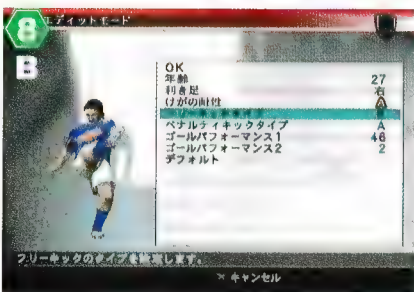 エディットモード
8
B
OK
年齢 27
利き足 右
けがの耐性 A
フリーキックタイプ
ペナルティキックタイプ A
ゴールパフォーマンス1 46
ゴールパフォーマンス2 2
デフォルト
フリーキックのタイプを設定します。
× キャンセル